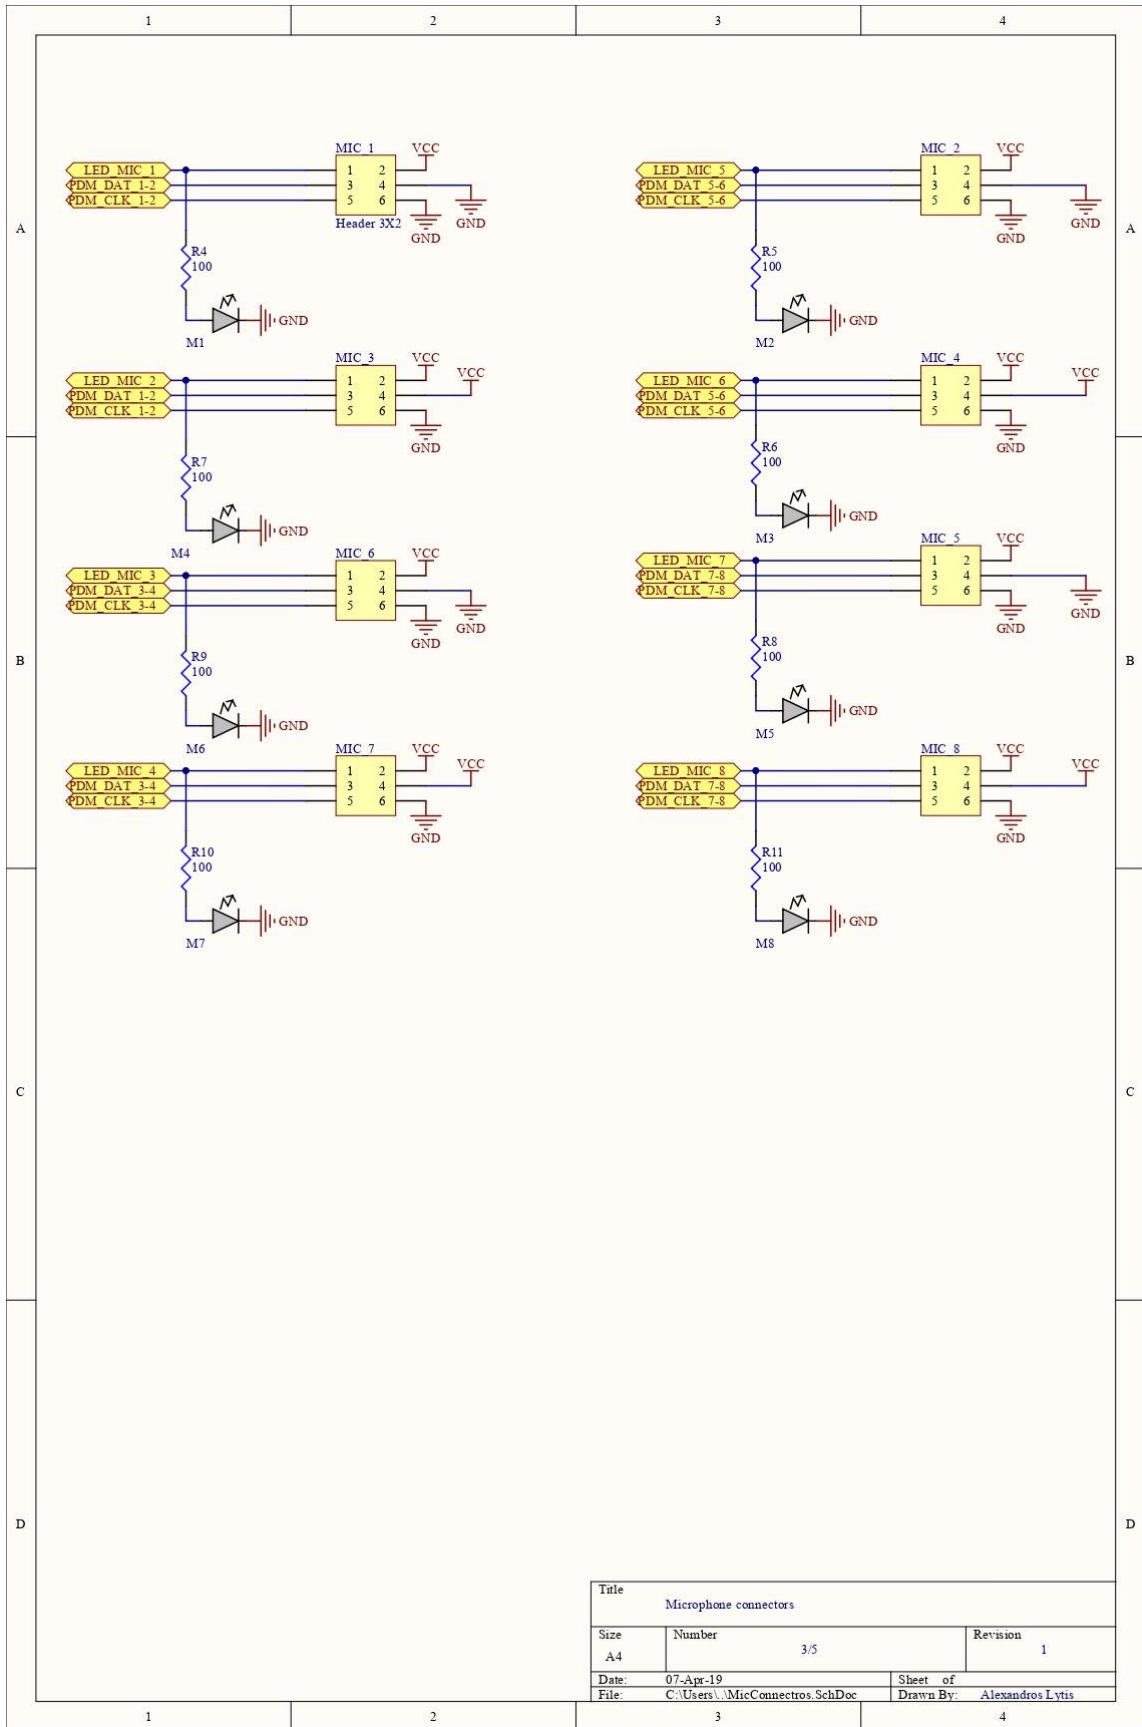 1 2 3 4
A A
B B
C C
D D
MIC_1 VCC
LED_MIC_1 1 2
PDM_DAT_1-2 3 4
PDM_CLK_1-2 5 6
Header 3X2 GND GND
R4
100
GND
M1
MIC_2 VCC
LED_MIC_5 1 2
PDM_DAT_5-6 3 4
PDM_CLK_5-6 5 6
GND GND
R5
100
GND
M2
MIC_3 VCC VCC
LED_MIC_2 1 2
PDM_DAT_1-2 3 4
PDM_CLK_1-2 5 6
GND
R7
100
GND
M4
MIC_4 VCC VCC
LED_MIC_6 1 2
PDM_DAT_5-6 3 4
PDM_CLK_5-6 5 6
GND
R6
100
GND
M3
MIC_6 VCC
LED_MIC_3 1 2
PDM_DAT_3-4 3 4
PDM_CLK_3-4 5 6
GND GND
R9
100
GND
M6
MIC_5 VCC
LED_MIC_7 1 2
PDM_DAT_7-8 3 4
PDM_CLK_7-8 5 6
GND GND
R8
100
GND
M5
MIC_7 VCC VCC
LED_MIC_4 1 2
PDM_DAT_3-4 3 4
PDM_CLK_3-4 5 6
GND
R10
100
GND
M7
MIC_8 VCC VCC
LED_MIC_8 1 2
PDM_DAT_7-8 3 4
PDM_CLK_7-8 5 6
GND
R11
100
GND
M8
Title
Microphone connectors
Size Number Revision
A4 3/5 1
Date: 07-Apr-19 Sheet of
File: C:\Users\..\MicConnectros.SchDoc Drawn By: Alexandros Lytis
1 2 3 4